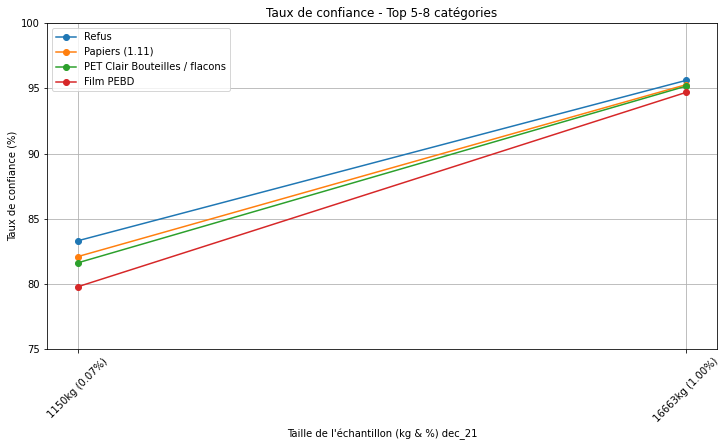 Taux de confiance - Top 5-8 catégories
Refus
Papiers (1.11)
PET Clair Bouteilles / flacons
Film PEBD
Taux de confiance (%)
100
95
90
85
80
75
1150kg (0.07%)
16663kg (1.00%)
Taille de l'échantillon (kg & %) dec_21